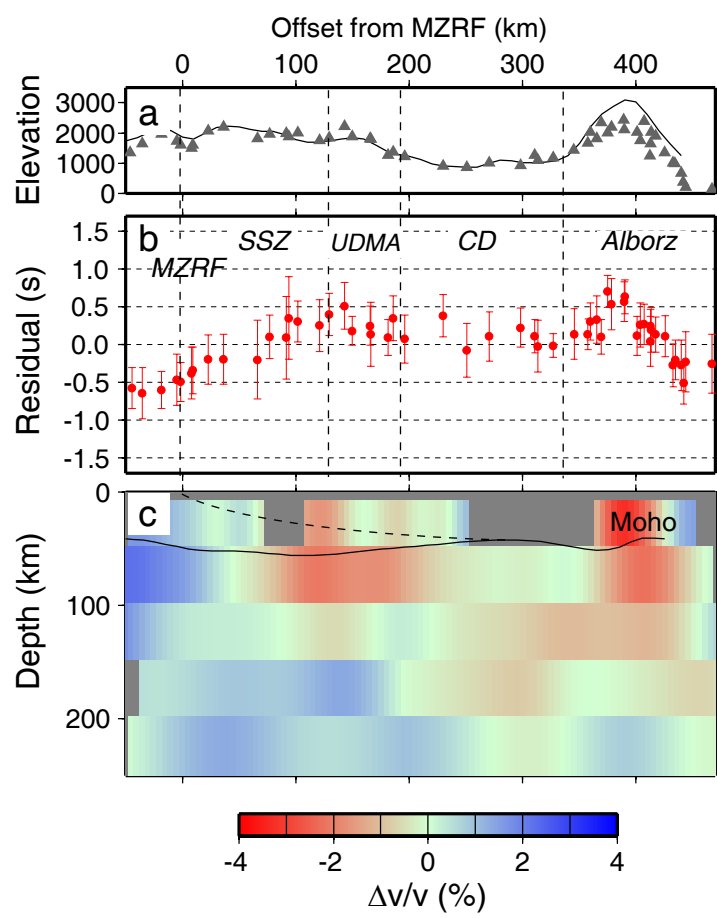 Offset from MZRF (km)
0 100 200 300 400
Elevation
3000
2000
1000
0
a
Residual (s)
1.5
1.0
0.5
0.0
-0.5
-1.0
-1.5
b
MZRF SSZ UDMA CD Alborz
Depth (km)
0
100
200
c
Moho
-4 -2 0 2 4
Δv/v (%)